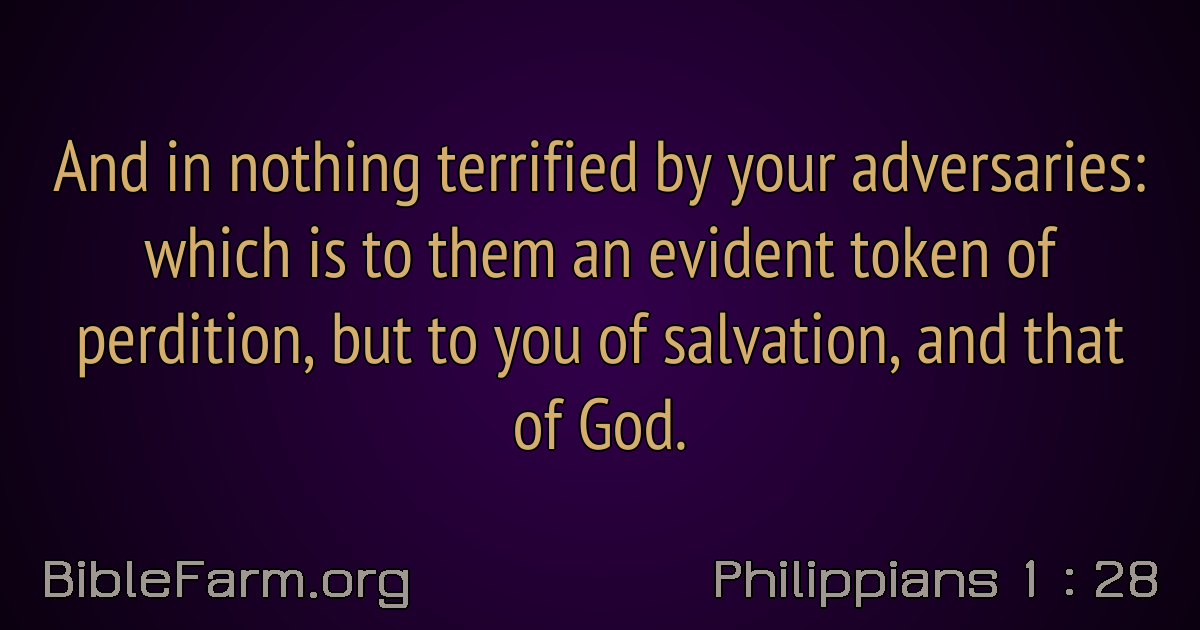 And in nothing terrified by your adversaries:
which is to them an evident token of
perdition, but to you of salvation, and that
of God.
BibleFarm.org
Philippians 1 : 28